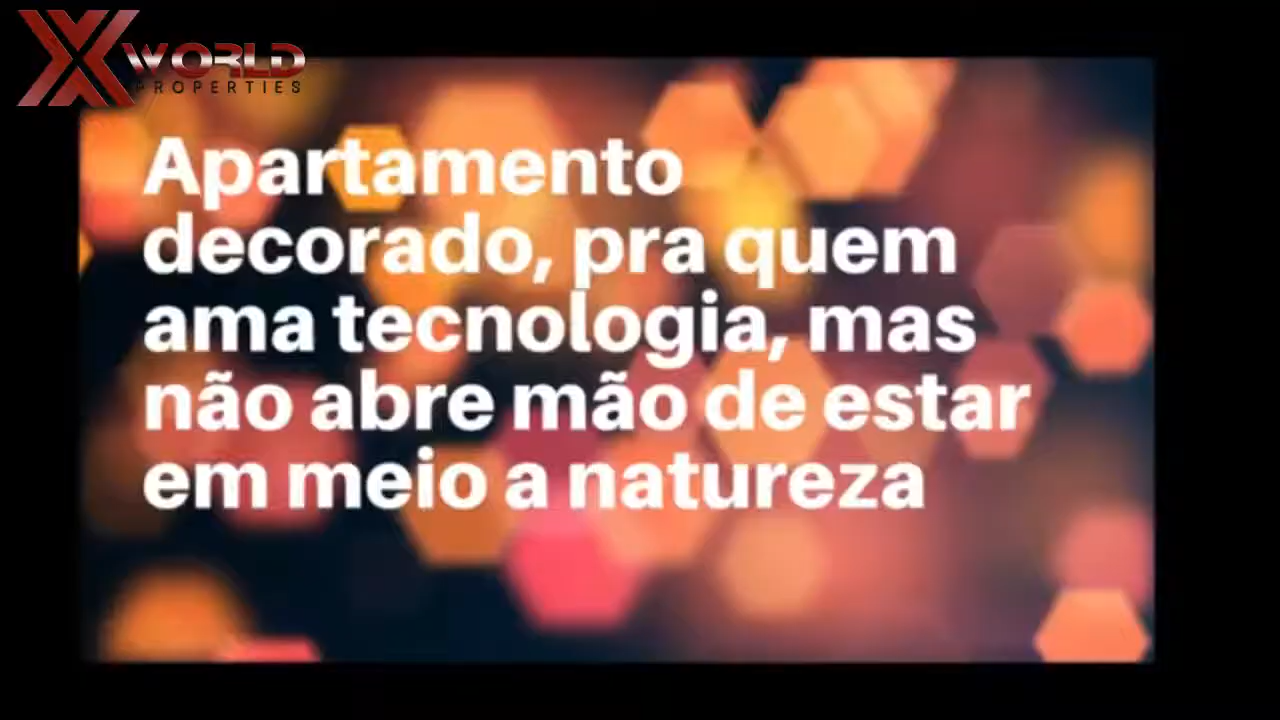 X WORLD
PROPERTIES
Apartamento
decorado, pra quem
ama tecnologia, mas
não abre mão de estar
em meio a natureza